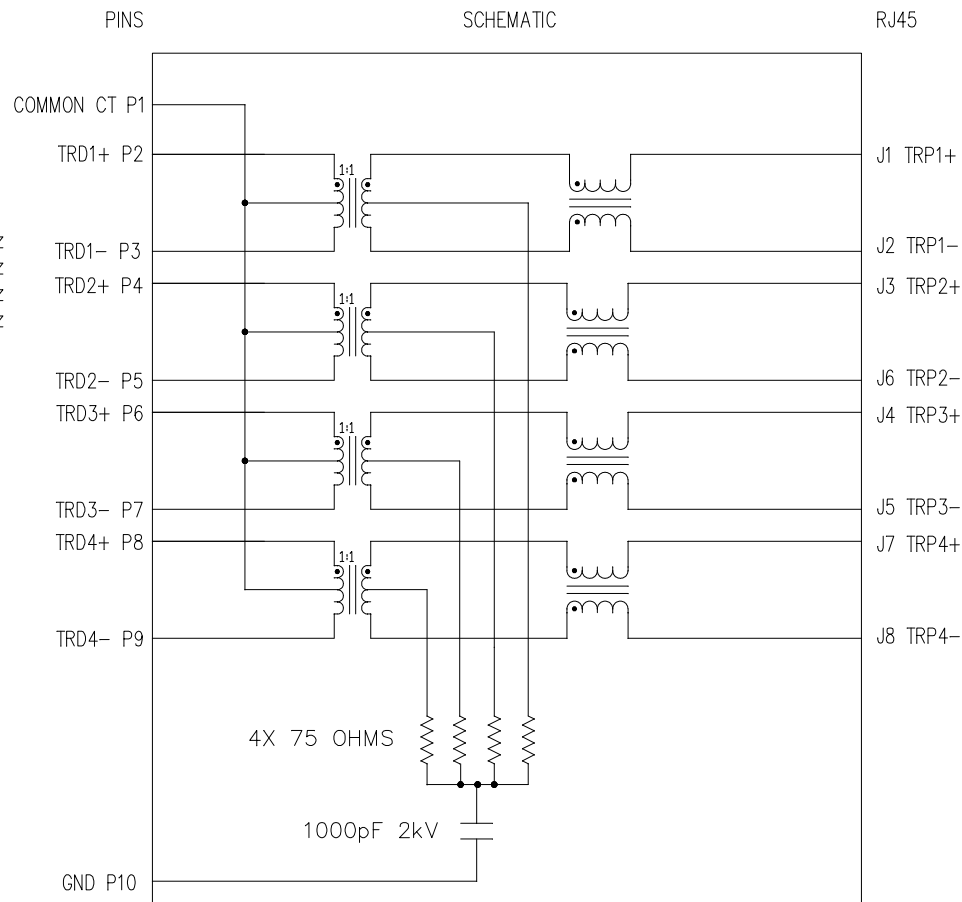 PINS SCHEMATIC RJ45
COMMON CT P1
TRD1+ P2
1:1
J1 TRP1+
TRD1- P3
J2 TRP1-
Z
Z
Z
Z
TRD2+ P4
1:1
J3 TRP2+
TRD2- P5
J6 TRP2-
TRD3+ P6
1:1
J4 TRP3+
TRD3- P7
J5 TRP3-
TRD4+ P8
1:1
J7 TRP4+
TRD4- P9
J8 TRP4-
4X 75 OHMS
1000pF 2kV
GND P10